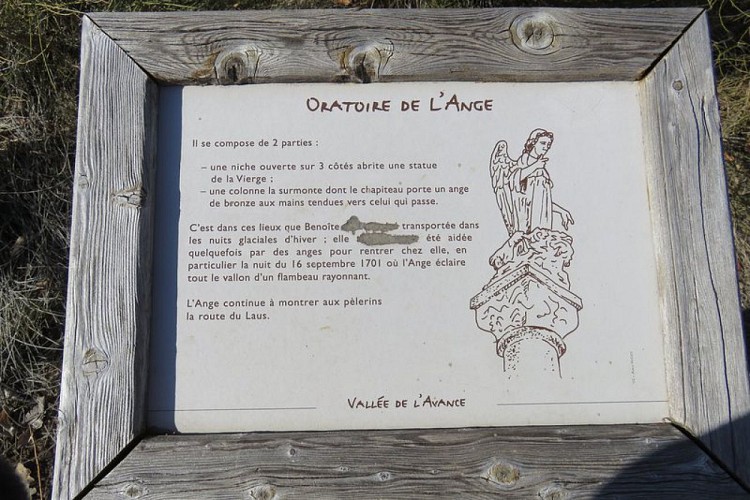 ORATOIRE DE L'ANGE
Il se compose de 2 parties :
– une niche ouverte sur 3 côtés abrite une statue
de la Vierge ;
– une colonne la surmonte dont le chapiteau porte un ange
de bronze aux mains tendues vers celui qui passe.
C'est dans ces lieux que Benoîte transportée dans
les nuits glaciales d'hiver ; elle été aidée
quelquefois par des anges pour rentrer chez elle, en
particulier la nuit du 16 septembre 1701 où l'Ange éclaire
tout le vallon d'un flambeau rayonnant.
L'Ange continue à montrer aux pèlerins
la route du Laus.
VALLÉE DE L'AVANCE